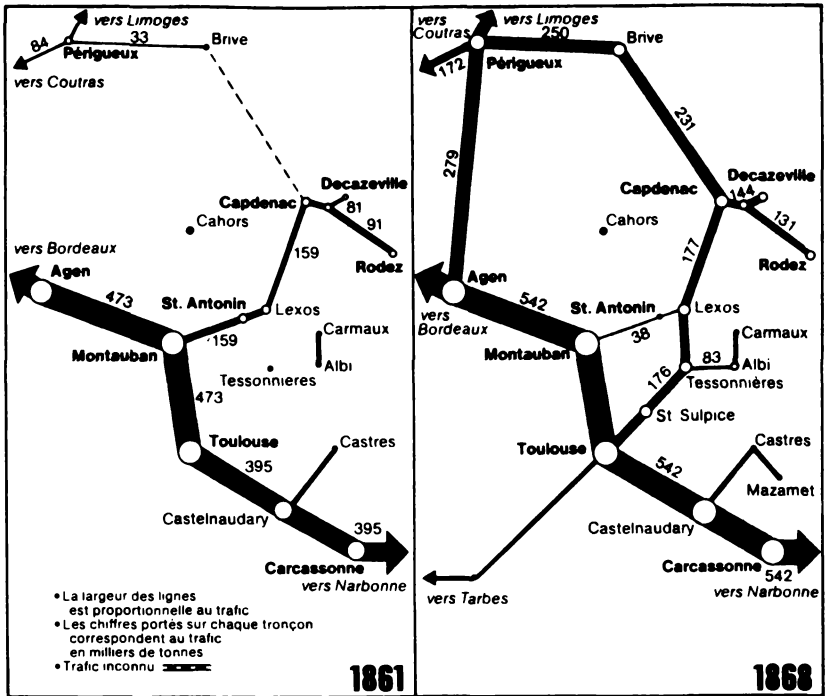 vers Limoges
84
33
Brive
Périgueux
vers Coutras
Decazeville
Capdenac
81
Cahors
91
vers Bordeaux
159
Rodez
Agen
473
St. Antonin
Lexos
159
Carmaux
Montauban
Albi
Tessonnières
473
Toulouse
Castres
395
Castelnaudary
395
Carcassonne
vers Narbonne
• La largeur des lignes
est proportionnelle au trafic
• Les chiffres portés sur chaque tronçon
correspondent au trafic
en milliers de tonnes
• Trafic inconnu
1861
vers
Coutras
vers Limoges
250
Brive
172
Périgueux
231
279
Decazeville
Capdenac
144
Cahors
131
177
Rodez
Agen
vers
Bordeaux
542
St. Antonin
Lexos
38
Carmaux
Montauban
83
Albi
176
Tessonnières
St Sulpice
Toulouse
Castres
542
Mazamet
Castelnaudary
Carcassonne
542
vers Tarbes
vers Narbonne
1868